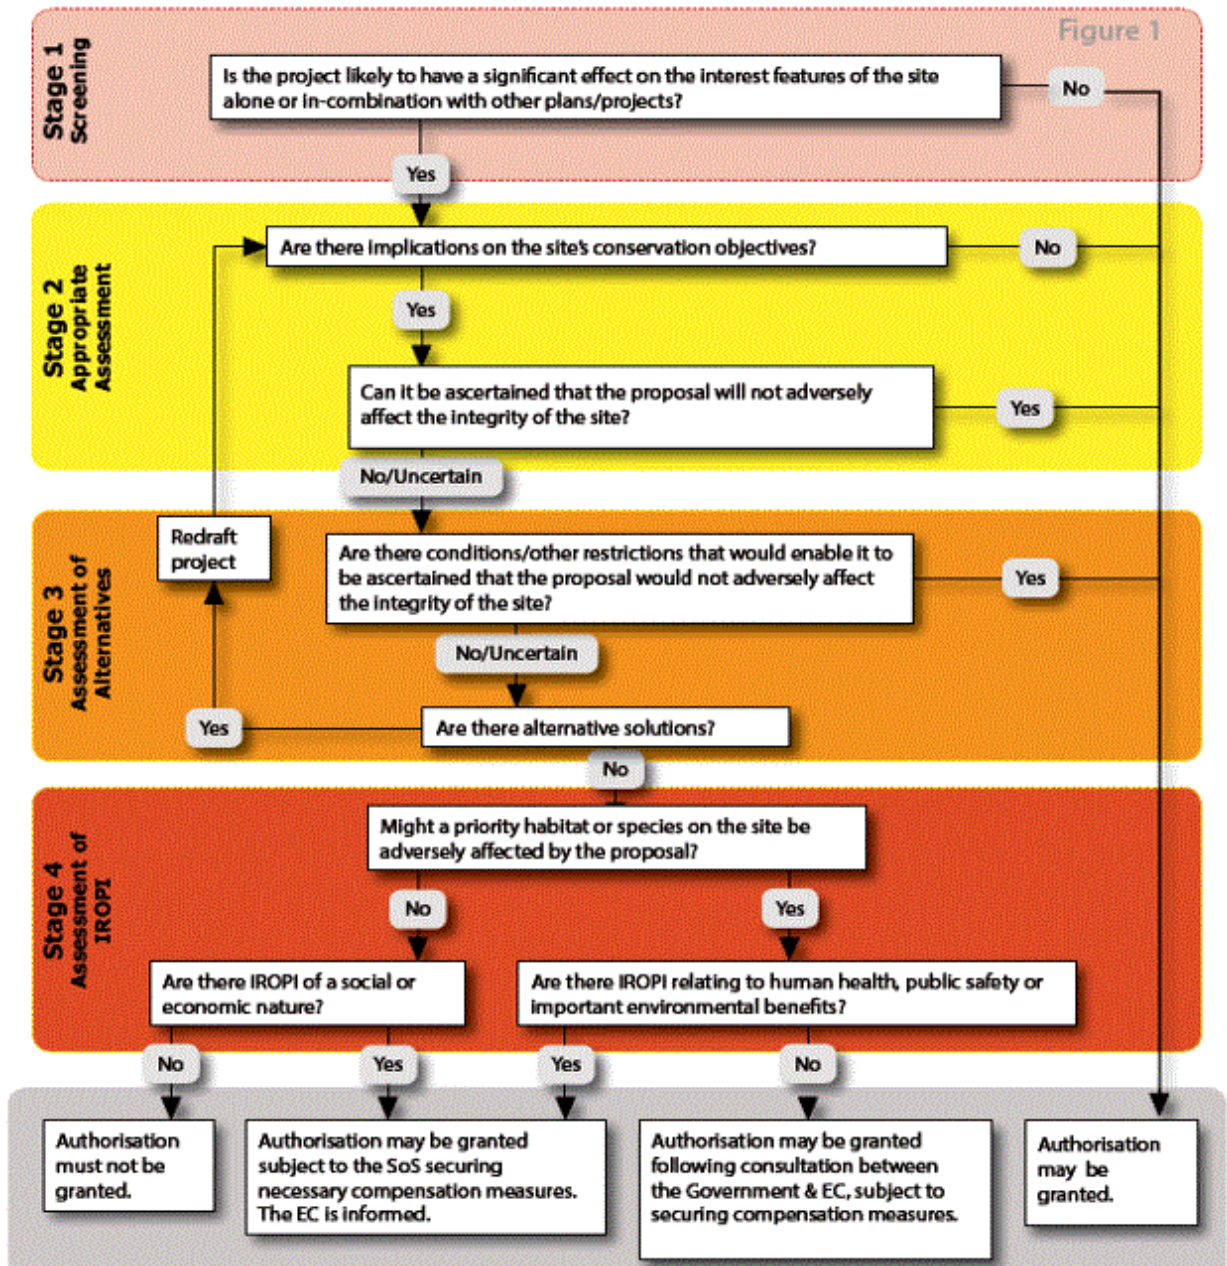 Figure 1
Stage 1
Screening
Is the project likely to have a significant effect on the interest features of the site
alone or in-combination with other plans/projects?
No
Yes
Stage 2
Appropriate
Assessment
Are there implications on the site's conservation objectives?
No
Yes
Can it be ascertained that the proposal will not adversely
affect the integrity of the site?
Yes
No/Uncertain
Stage 3
Assessment of
Alternatives
Redraft
project
Are there conditions/other restrictions that would enable it to
be ascertained that the proposal would not adversely affect
the integrity of the site?
Yes
No/Uncertain
Are there alternative solutions?
Yes
No
Stage 4
Assessment of
IROPI
Might a priority habitat or species on the site be
adversely affected by the proposal?
No
Yes
Are there IROPI of a social or
economic nature?
Are there IROPI relating to human health, public safety or
important environmental benefits?
No
Yes
Yes
No
Authorisation
must not be
granted.
Authorisation may be granted
subject to the SoS securing
necessary compensation measures.
The EC is informed.
Authorisation may be granted
following consultation between
the Government & EC, subject to
securing compensation measures.
Authorisation
may be
granted.